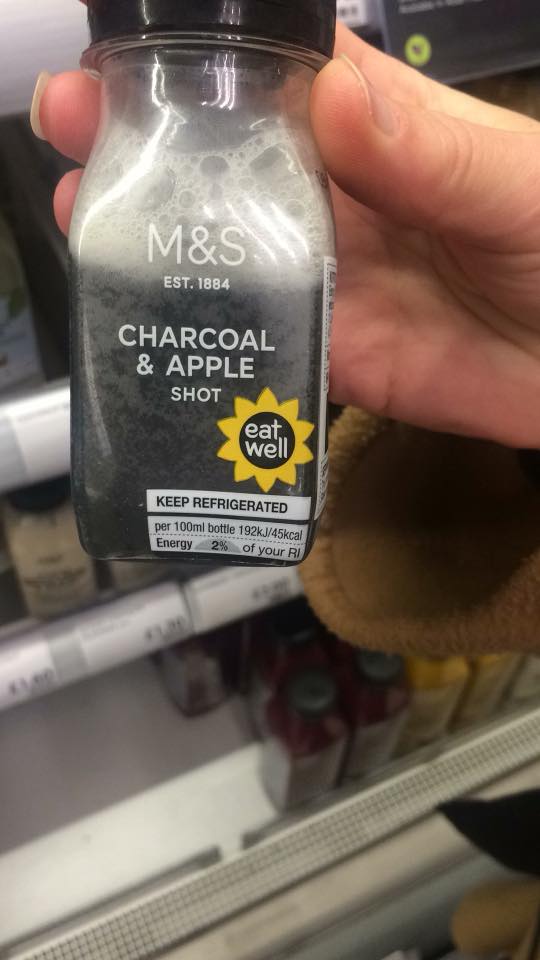 M&S
EST. 1884
CHARCOAL
& APPLE
SHOT
eat
well
KEEP REFRIGERATED
per 100ml bottle 192kJ/45kcal
Energy 2% of your RI